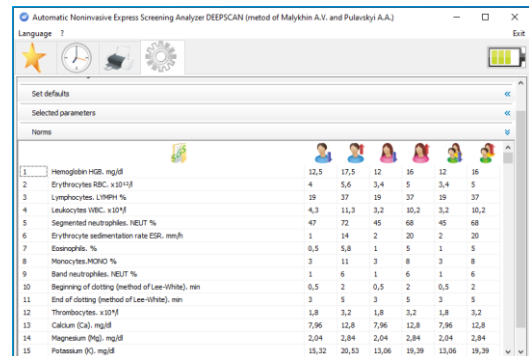 Automatic Noninvasive Express Screening Analyzer DEEPSCAN (metod of Malykhin A.V. and Pulavskyi A.A.)
Language ? Exit
Set defaults
Selected parameters
Norms
1 Hemoglobin HGB. mg/dl 12,5 17,5 12 16 12 16
2 Erythrocytes RBC. x10¹²/l 4 5,6 3,4 5 3,4 5
3 Lymphocytes. LYMPH % 19 37 19 37 19 37
4 Leukocytes WBC. x10⁹/l 4,3 11,3 3,2 10,2 3,2 10,2
5 Segmented neutrophiles. NEUT % 47 72 45 68 45 68
6 Erythrocyte sedimentation rate ESR. mm/h 1 14 2 20 2 20
7 Eosinophils. % 0,5 5,8 1 5 1 5
8 Monocytes.MONO % 3 11 3 8 3 8
9 Band neutrophiles. NEUT % 1 6 1 6 1 6
10 Beginning of clotting (method of Lee-White). min 0,5 2 0,5 2 0,5 2
11 End of clotting (method of Lee-White). min 3 5 3 5 3 5
12 Thrombocytes. x10⁴/l 1,8 3,2 1,8 3,2 1,8 3,2
13 Calcium (Ca). mg/dl 7,96 12,8 7,96 12,8 7,96 12,8
14 Magnesium (Mg). mg/dl 2,04 2,84 2,04 2,84 2,04 2,84
15 Potassium (K). mg/dl 15,32 20,53 13,06 19,39 13,06 19,39